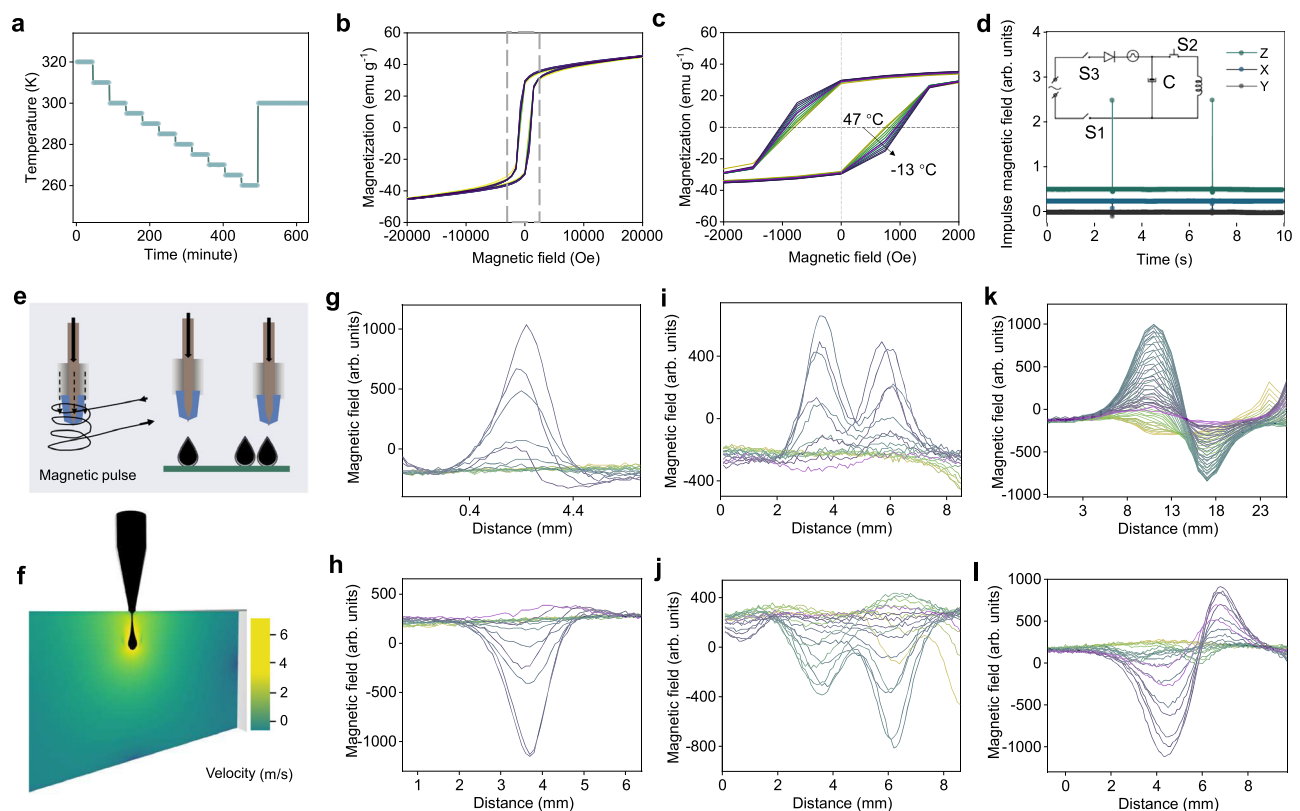 a
320
300
280
260
Temperature (K)
0
200
400
600
Time (minute)
b
60
40
20
0
-20
-40
-60
Magnetization (emu g⁻¹)
-20000
-10000
0
10000
20000
Magnetic field (Oe)
c
60
40
20
0
-20
-40
-60
Magnetization (emu g⁻¹)
47 °C
-13 °C
-2000
-1000
0
1000
2000
Magnetic field (Oe)
d
4
3
2
1
0
Impulse magnetic field (arb. units)
S2
S3
C
S1
Z
X
Y
0
2
4
6
8
10
Time (s)
e
Magnetic pulse
g
1000
500
0
Magnetic field (arb. units)
0.4
4.4
Distance (mm)
i
400
0
-400
Magnetic field (arb. units)
0
2
4
6
8
Distance (mm)
k
1000
500
0
-500
-1000
Magnetic field (arb. units)
3
8
13
18
23
Distance (mm)
f
6
4
2
0
Velocity (m/s)
h
500
0
-500
-1000
Magnetic field (arb. units)
1
2
3
4
5
6
Distance (mm)
j
400
0
-400
-800
Magnetic field (arb. units)
0
2
4
6
8
Distance (mm)
l
1000
500
0
-500
-1000
Magnetic field (arb. units)
0
2
4
6
8
Distance (mm)